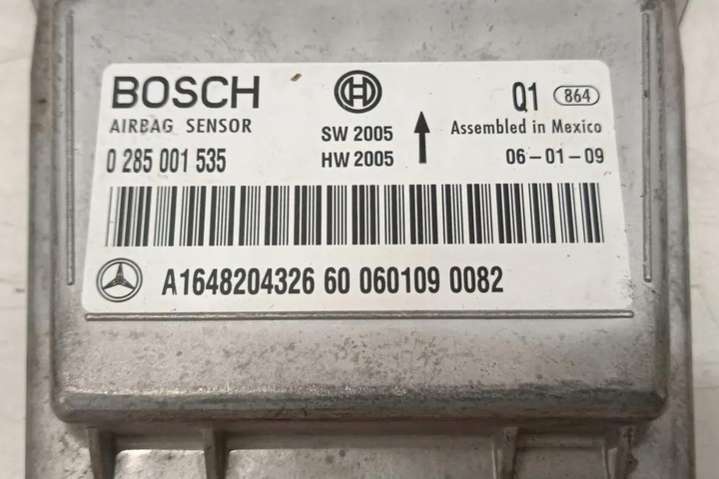 BOSCH
Q1 864
AIRBAG SENSOR
SW 2005
Assembled in Mexico
0 285 001 535
HW 2005
06-01-09
A1648204326 60 060109 0082